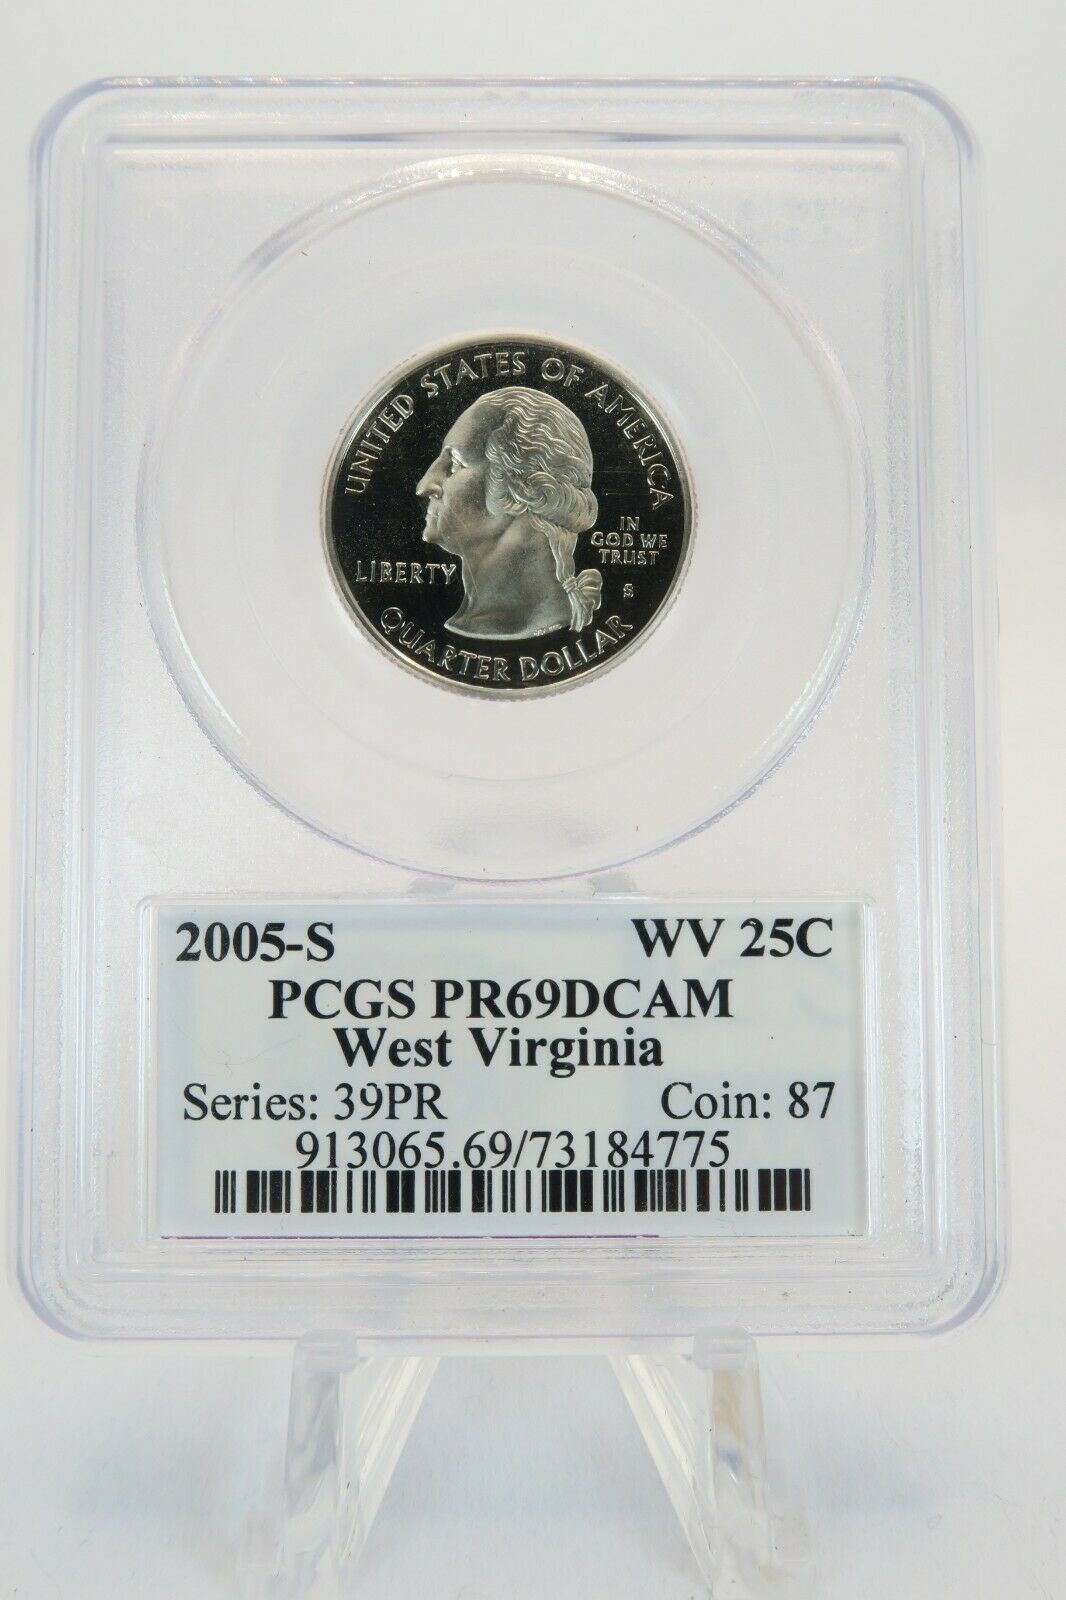 UNITED STATES OF AMERICA
LIBERTY
IN
GOD WE
TRUST
S
QUARTER DOLLAR
2005-S WV 25C
PCGS PR69DCAM
West Virginia
Series: 39PR Coin: 87
913065.69/73184775